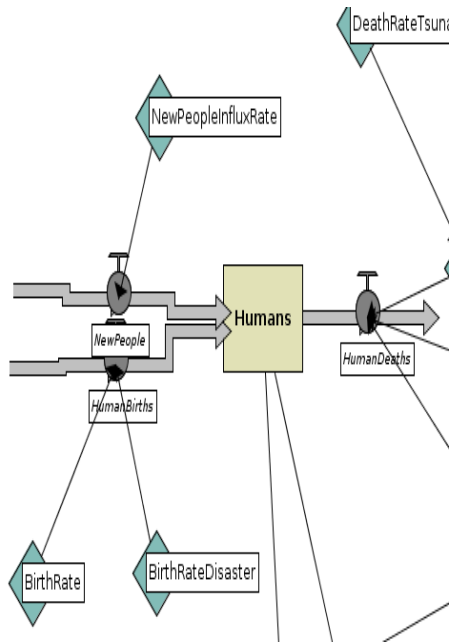 DeathRateTsuna
NewPeopleInfluxRate
Humans
NewPeople
HumanDeaths
HumanBirths
BirthRate
BirthRateDisaster